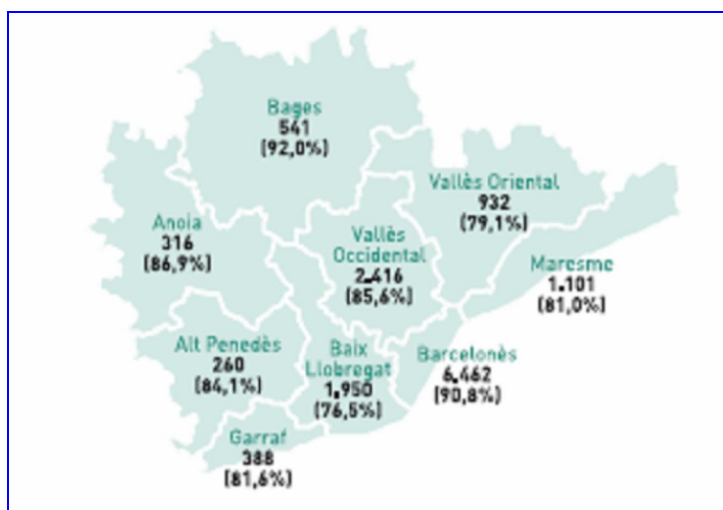 Bages
541
(92,0%)
Vallès Oriental
932
(79,1%)
Anoia
316
(86,9%)
Vallès
Occidental
2.416
(85,6%)
Maresme
1.101
(81,0%)
Alt Penedès
260
(84,1%)
Baix
Llobregat
1.950
(76,5%)
Barcelonès
6.462
(90,8%)
Garraf
388
(81,6%)